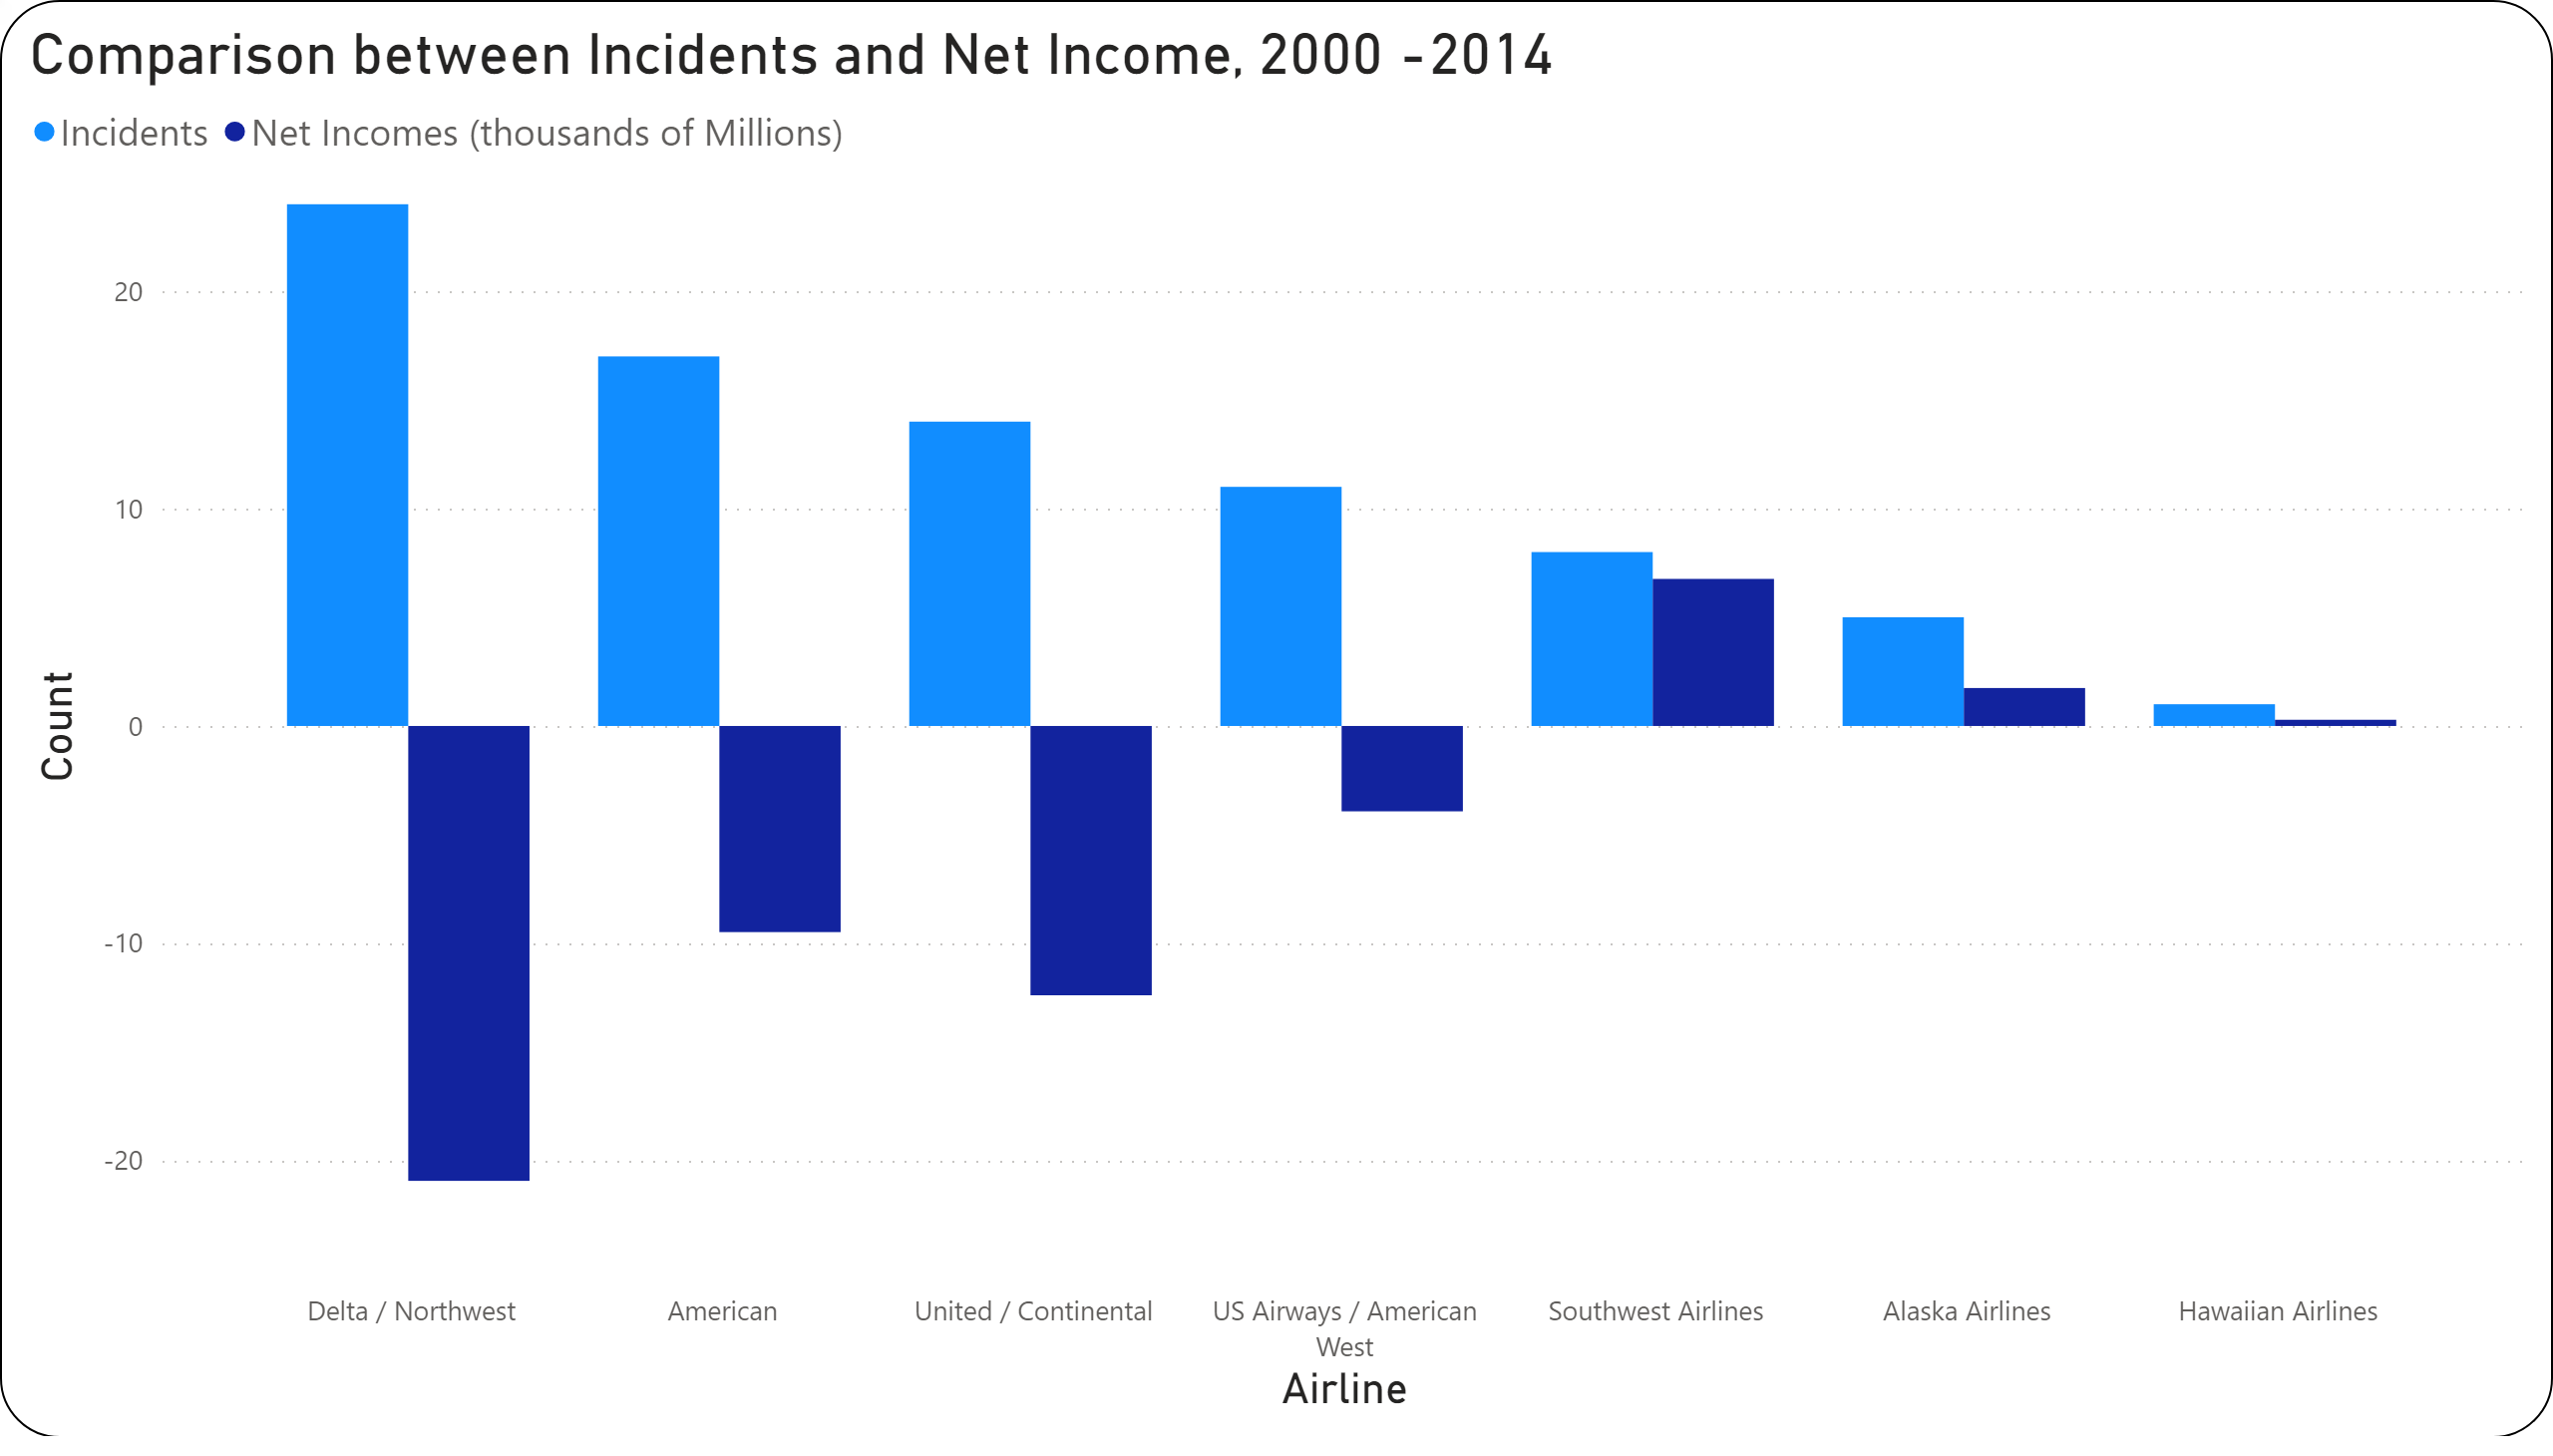 Comparison between Incidents and Net Income, 2000 -2014
Incidents Net Incomes (thousands of Millions)
20
10
0
-10
-20
Count
Delta / Northwest
American
United / Continental
US Airways / American
West
Southwest Airlines
Alaska Airlines
Hawaiian Airlines
Airline